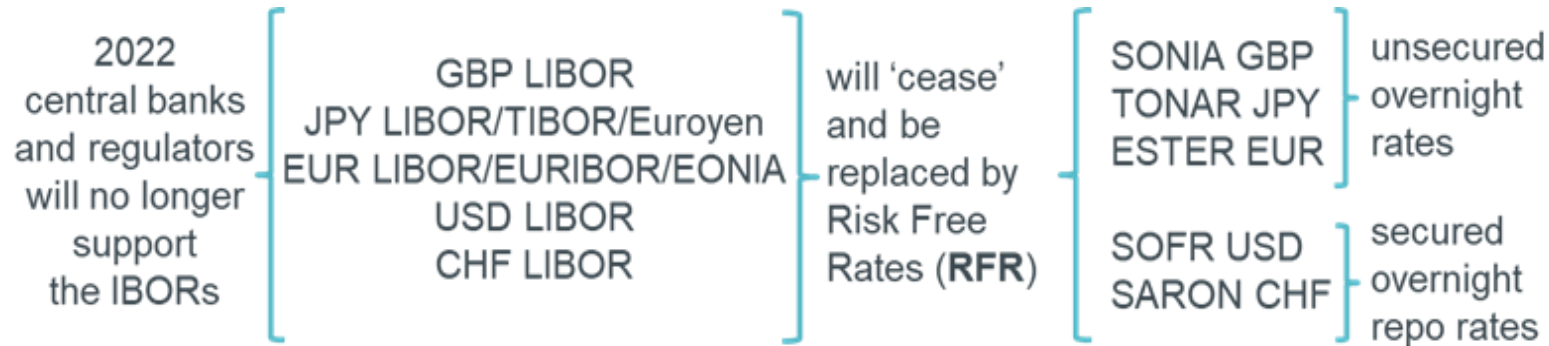 2022
central banks
and regulators
will no longer
support
the IBORs
GBP LIBOR
JPY LIBOR/TIBOR/Euroyen
EUR LIBOR/EURIBOR/EONIA
USD LIBOR
CHF LIBOR
will ‘cease’
and be
replaced by
Risk Free
Rates (RFR)
SONIA GBP
TONAR JPY
ESTER EUR
unsecured
overnight
rates
SOFR USD
SARON CHF
secured
overnight
repo rates